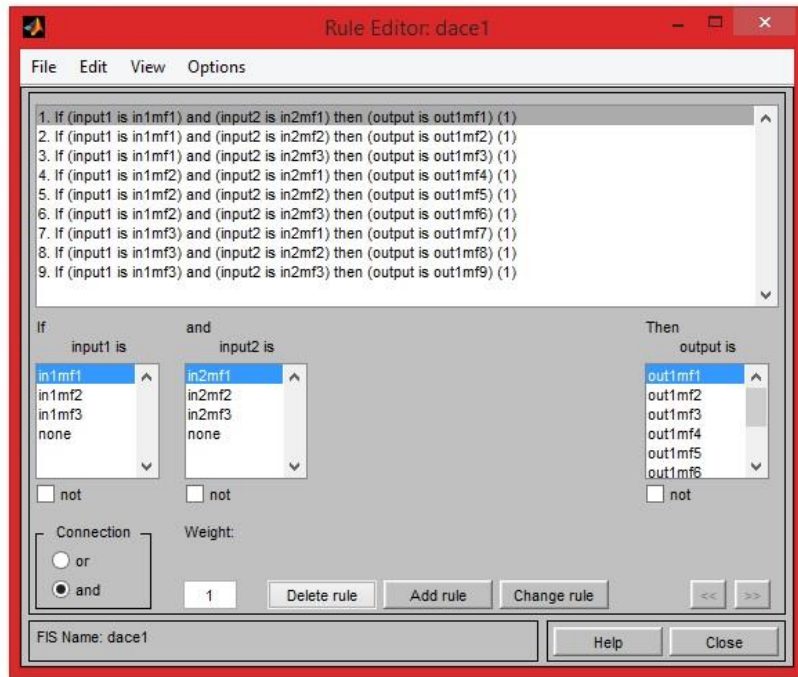 Rule Editor: dace1
File Edit View Options
1. If (input1 is in1mf1) and (input2 is in2mf1) then (output is out1mf1) (1)
2. If (input1 is in1mf1) and (input2 is in2mf2) then (output is out1mf2) (1)
3. If (input1 is in1mf1) and (input2 is in2mf3) then (output is out1mf3) (1)
4. If (input1 is in1mf2) and (input2 is in2mf1) then (output is out1mf4) (1)
5. If (input1 is in1mf2) and (input2 is in2mf2) then (output is out1mf5) (1)
6. If (input1 is in1mf2) and (input2 is in2mf3) then (output is out1mf6) (1)
7. If (input1 is in1mf3) and (input2 is in2mf1) then (output is out1mf7) (1)
8. If (input1 is in1mf3) and (input2 is in2mf2) then (output is out1mf8) (1)
9. If (input1 is in1mf3) and (input2 is in2mf3) then (output is out1mf9) (1)
If
input1 is
in1mf1
in1mf2
in1mf3
none
not
and
input2 is
in2mf1
in2mf2
in2mf3
none
not
Then
output is
out1mf1
out1mf2
out1mf3
out1mf4
out1mf5
out1mf6
not
Connection
or
and
Weight:
1
Delete rule
Add rule
Change rule
<<
>>
FIS Name: dace1
Help
Close